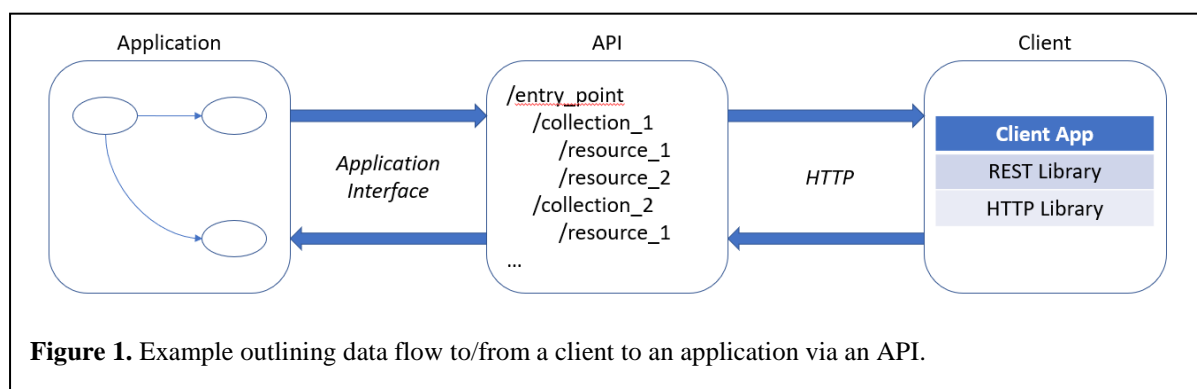 Application
API
Client
/entry_point
/collection_1
/resource_1
/resource_2
/collection_2
/resource_1
...
Application
Interface
HTTP
Client App
REST Library
HTTP Library
Figure 1. Example outlining data flow to/from a client to an application via an API.